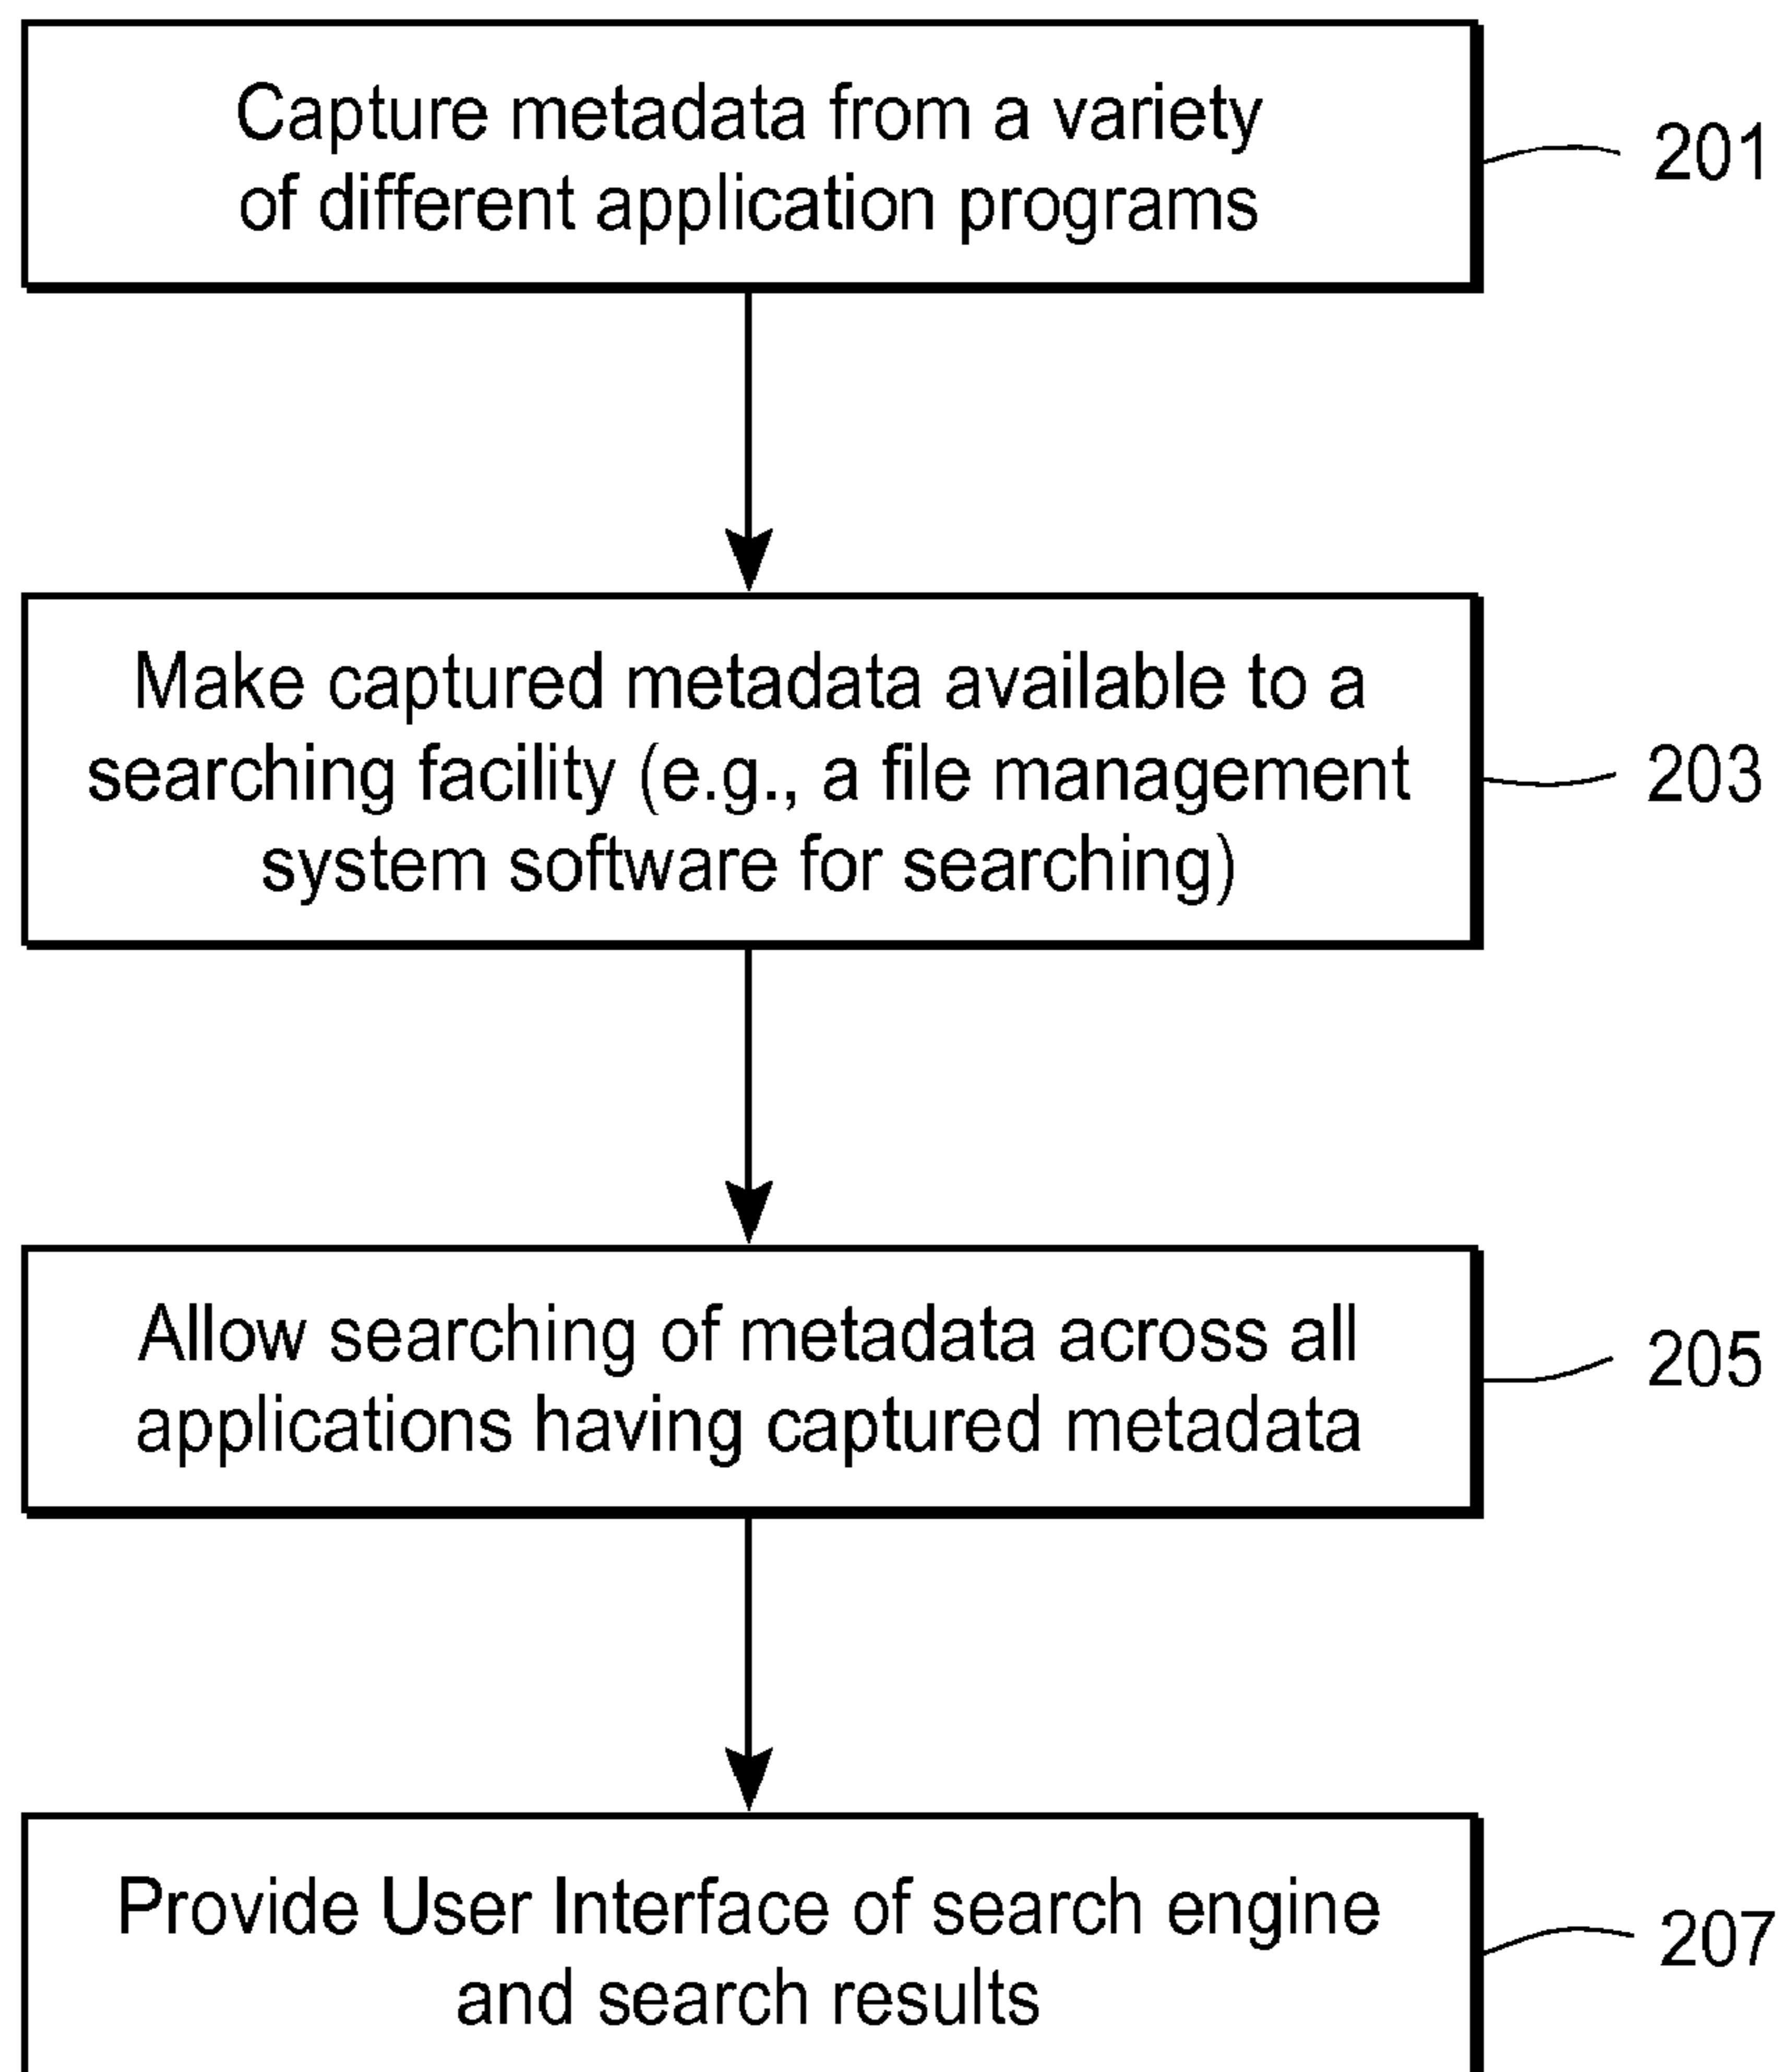 Capture metadata from a variety
of different application programs
201
Make captured metadata available to a
searching facility (e.g., a file management
system software for searching)
203
Allow searching of metadata across all
applications having captured metadata
205
Provide User Interface of search engine
and search results
207